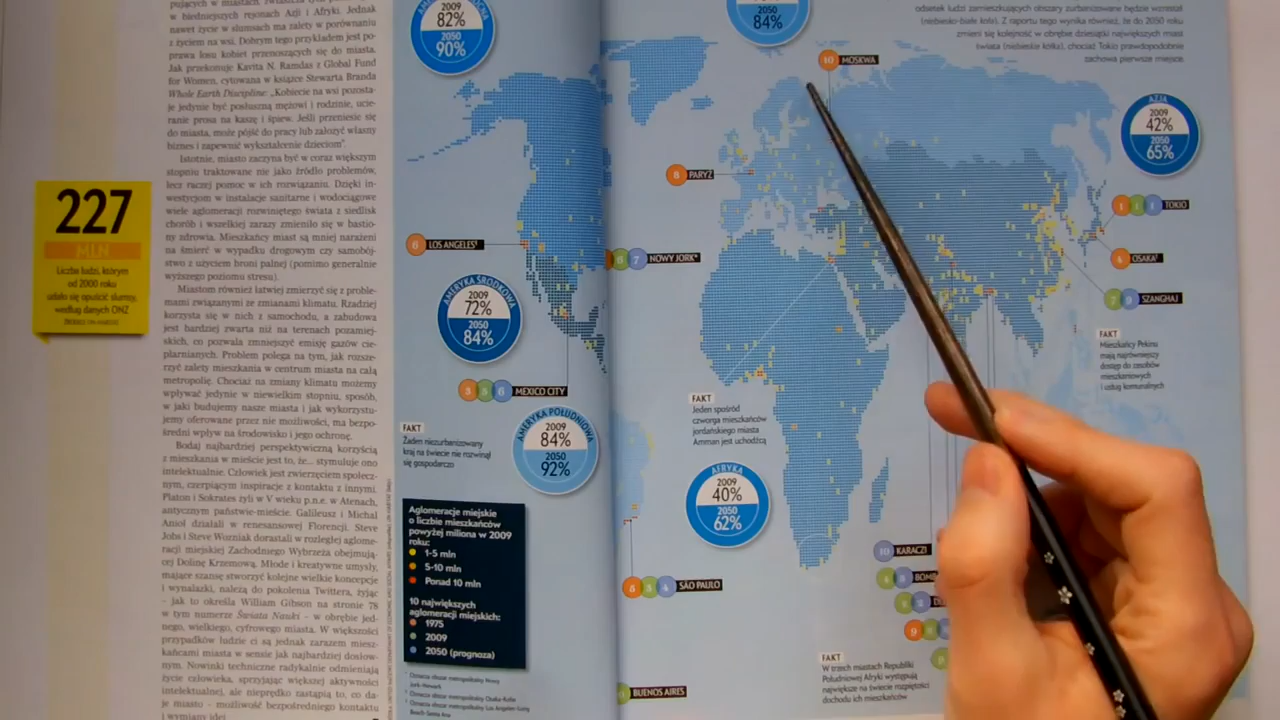 w biedniejszych rejonach Azji i Afryki. Jednak
nawet życie w slumsach ma zalety w porównaniu
z życiem na wsi. Dobrym tego przykładem jest po-
prawa losu kobiet przenoszących się do miasta.
Jak przekonuje Kavita N. Ramdas z Global Fund
for Women, cytowana w książce Stewarta Branda
Whole Earth Discipline: „Kobiecie na wsi pozosta-
je jedynie być posłuszną mężowi i rodzinie, ucie-
ranie prosa na kaszę i śpiew. Jeśli przeniesie się
do miasta, może pójść do pracy lub założyć własny
biznes i zapewnić wykształcenie dzieciom”.
Istotnie, miasto zaczyna być w coraz większym
stopniu traktowane nie jako źródło problemów,
lecz raczej pomoc w ich rozwiązaniu. Dzięki in-
westycjom w instalacje sanitarne i wodociągowe
wiele aglomeracji rozwiniętego świata z siedlisk
chorób i wszelkiej zarazy zmieniło się w bastio-
ny zdrowia. Mieszkańcy miast są mniej narażeni
na śmierć w wypadku drogowym czy samobój-
stwo z użyciem broni palnej (pomimo generalnie
wyższego poziomu stresu).
Miastom również łatwiej zmierzyć się z proble-
mami związanymi ze zmianami klimatu. Rzadziej
korzysta się w nich z samochodu, a zabudowa
jest bardziej zwarta niż na terenach pozamiej-
skich, co pozwala zmniejszyć emisję gazów cie-
plarnianych. Problem polega na tym, jak rozsze-
rzyć zalety mieszkania w centrum miasta na całą
metropolię. Chociaż na zmiany klimatu możemy
wpływać jedynie w niewielkim stopniu, sposób,
w jaki budujemy nasze miasta i jak wykorzystu-
jemy oferowane przez nie możliwości, ma bezpo-
średni wpływ na środowisko i jego ochronę.
Bodaj najbardziej perspektywiczną korzyścią
z mieszkania w mieście jest to, że... stymuluje ono
intelektualnie. Człowiek jest zwierzęciem społecz-
nym, czerpiącym inspiracje z kontaktu z innymi.
Platon i Sokrates żyli w V wieku p.n.e. w Atenach,
antycznym państwie-mieście. Galileusz i Michał
Anioł działali w renesansowej Florencji. Steve
Jobs i Steve Wozniak dorastali w rozległej aglome-
racji miejskiej Zachodniego Wybrzeża obejmują-
cej Dolinę Krzemową. Młode i kreatywne umysły,
mające szansę stworzyć kolejne wielkie koncepcje
i wynalazki, należą do pokolenia Twittera, żyjąc
– jak to określa William Gibson na stronie 78
w tym numerze Świata Nauki – w obrębie jed-
nego, wielkiego, cyfrowego miasta. W większości
przypadków ludzie ci są jednak zarazem miesz-
kańcami miasta w sensie jak najbardziej dosłow-
nym. Nowinki techniczne radykalnie odmieniają
życie człowieka, sprzyjając większej aktywności
intelektualnej, ale nieprędko zastąpią to, co da-
je miasto – możliwość bezpośredniego kontaktu
i wymiany idei
227
MLN
Liczba ludzi, którym
od 2000 roku
udało się opuścić slumsy,
według danych ONZ
2009
82%
2050
90%
84%
odsetek ludzi zamieszkujących obszary zurbanizowane będzie wzrastał
(niebiesko-białe koła). Z raportu tego wynika również, że do 2050 roku
zmieni się kolejność w obrębie dziesiątki największych miast
świata (niebieskie kółka), chociaż Tokio prawdopodobnie
zachowa pierwsze miejsce.
10 MOSKWA
AZJA
2009
42%
2050
65%
8 PARYŻ
1 1 1 TOKIO
6 LOS ANGELES
6 7 NOWY JORK
4 OSAKA
7 9 SZANGHAJ
AMERYKA ŚRODKOWA
2009
72%
2050
84%
FAKT
Mieszkańcy Pekinu
mają najrówniejszy
dostęp do zasobów
mieszkaniowych
i usług komunalnych
3 5 6 MEXICO CITY
FAKT
Jeden spośród
czworga mieszkańców
jordańskiego miasta
Amman jest uchodźcą
AMERYKA POŁUDNIOWA
2009
84%
2050
92%
FAKT
Żaden niezurbanizowany
kraj na świecie nie rozwinął
się gospodarczo
AFRYKA
2009
40%
2050
62%
Aglomeracje miejskie
o liczbie mieszkańców
powyżej miliona w 2009
roku:
1-5 mln
5-10 mln
Ponad 10 mln
10 największych
aglomeracji miejskich:
1975
2009
2050 (prognoza)
10 KARACZI
BOMB
5 3 4 SÃO PAULO
9
BUENOS AIRES
FAKT
W trzech miastach Republiki
Południowej Afryki występują
największe na świecie rozpiętości
dochodu ich mieszkańców